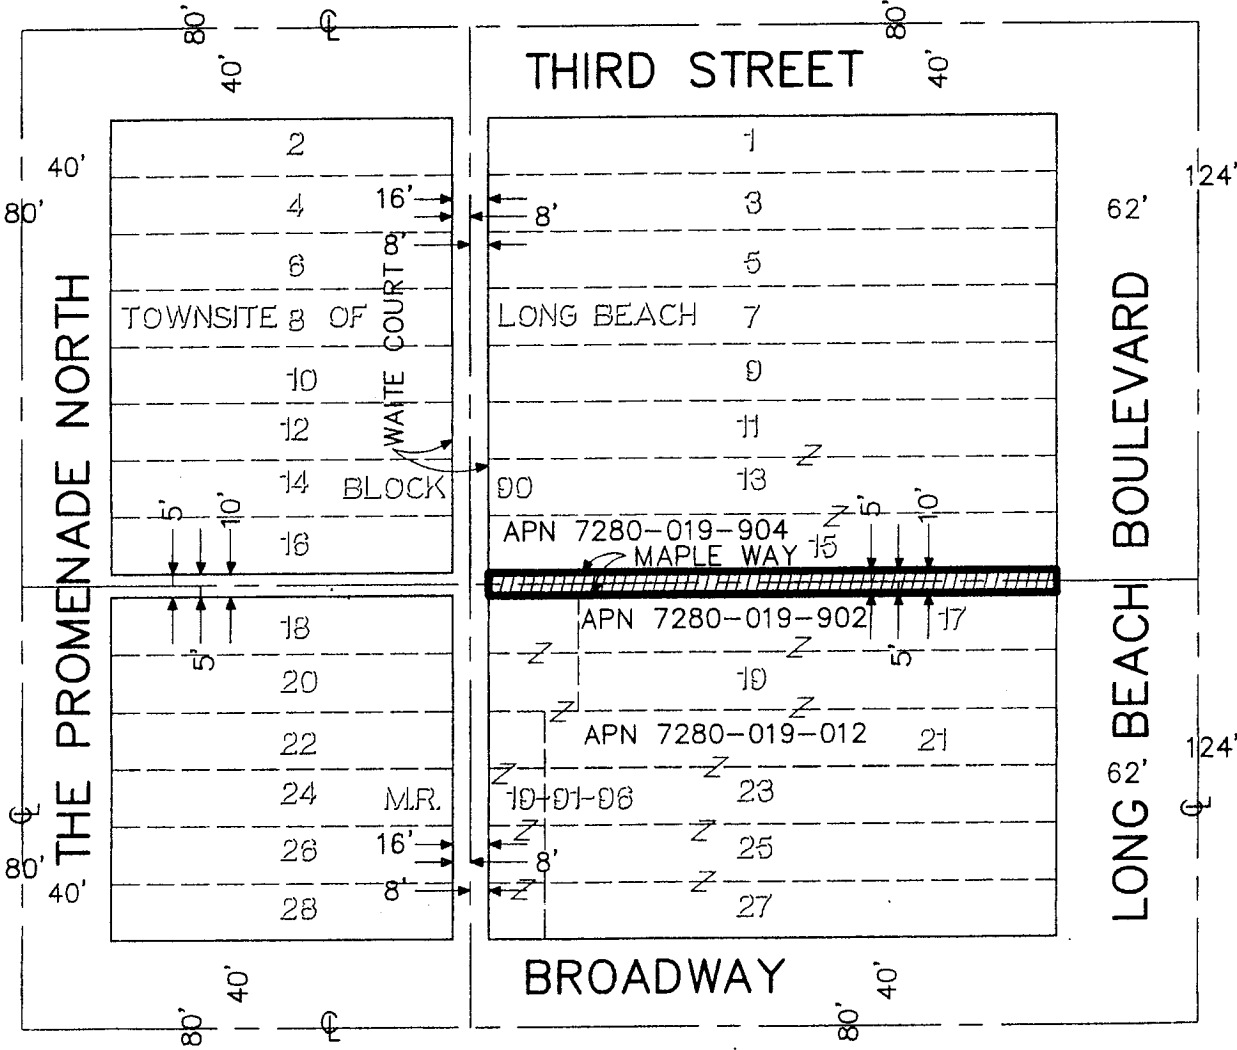 80' ℄ 80'
THIRD STREET
40' 40'
2 1
40'
124'
16'
4 3
80' 8' 62'
8'
6 5
TOWNSITE 8 OF LONG BEACH 7
WAITE COURT
THE PROMENADE NORTH
LONG BEACH BOULEVARD
10 9
12 11
Z
14 13
BLOCK 90
5' 10' 5' 10'
Z
APN 7280-019-904
16 15
MAPLE WAY
APN 7280-019-902 17
18
5' 5'
Z Z
20 19
Z Z
APN 7280-019-012 21
22
124'
Z Z
62'
24 23
M.R. 19-91-96
℄ ℄
Z Z
16'
26 25
80' 8'
40' 8'
Z Z
28 27
BROADWAY
40' 40'
80' ℄ 80'